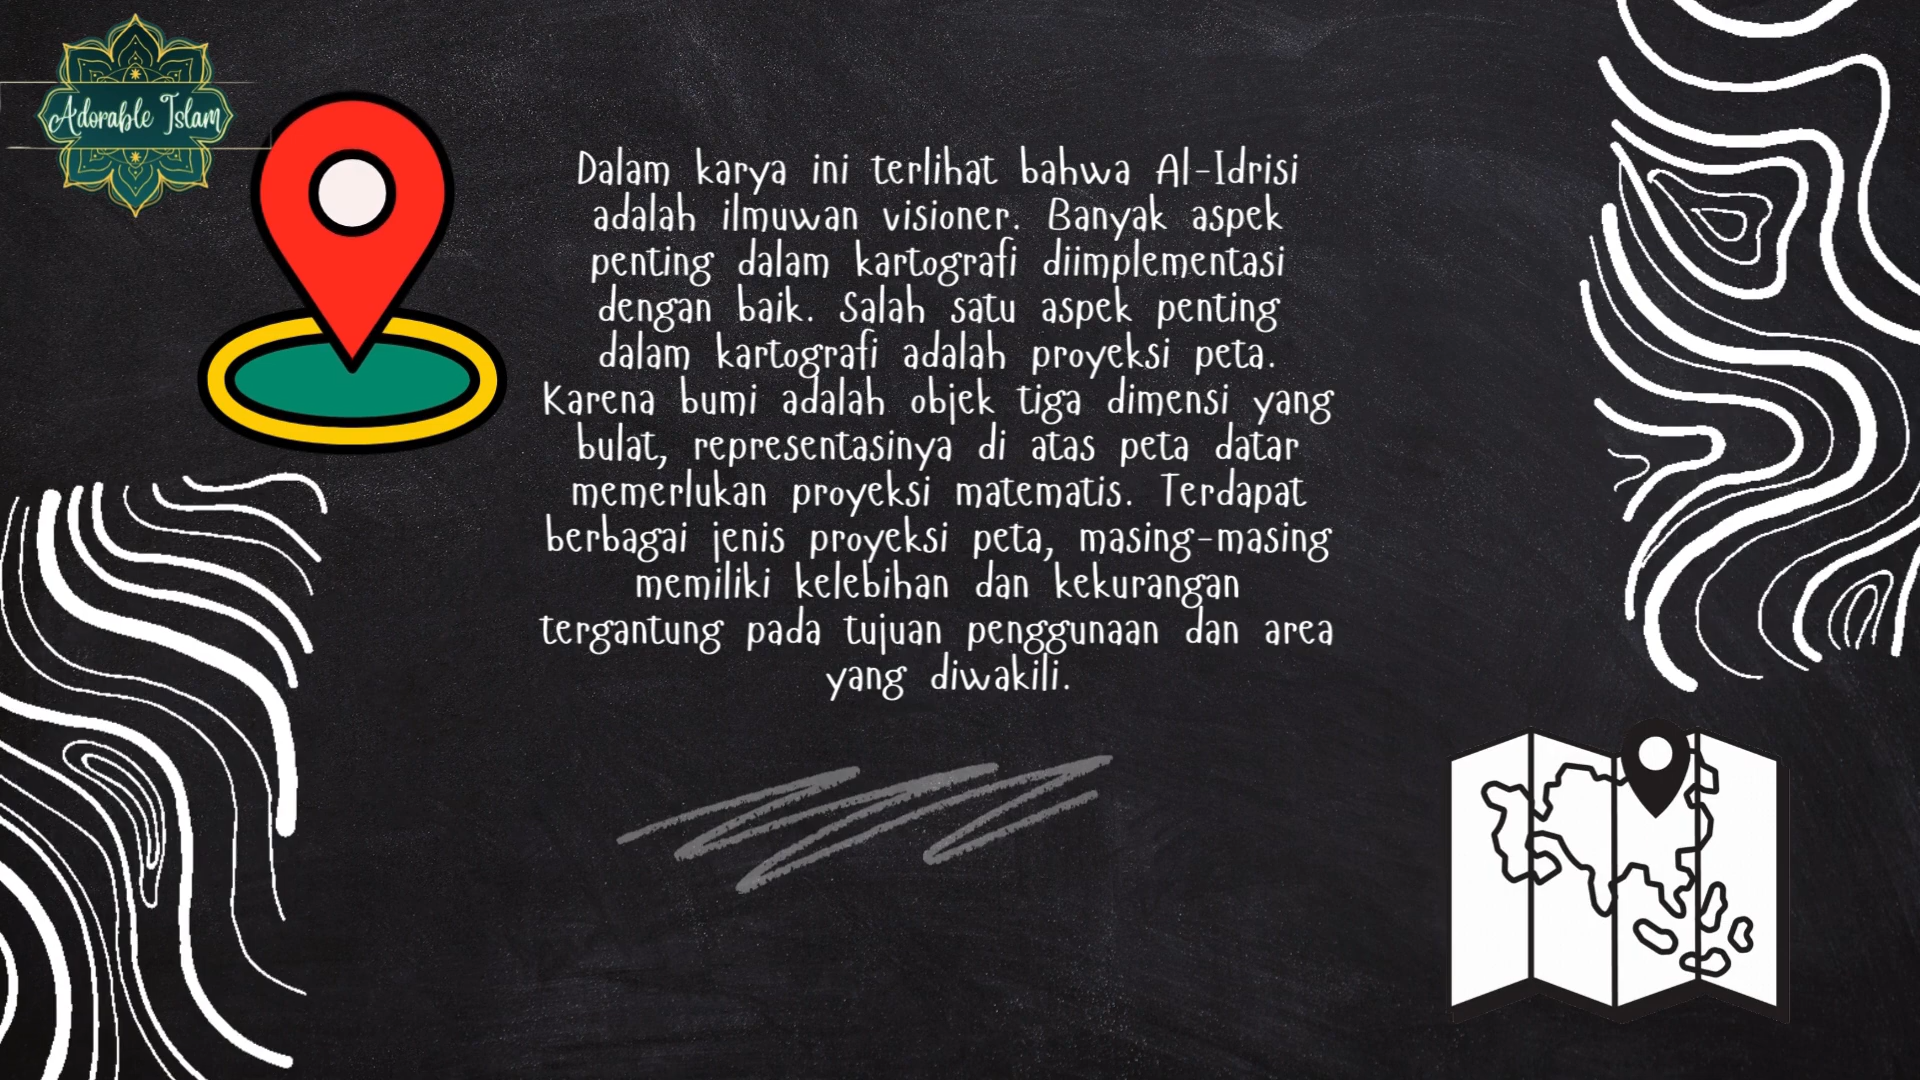 Adorable Islam
Dalam karya ini terlihat bahwa Al-Idrisi
adalah ilmuwan visioner. Banyak aspek
penting dalam kartografi diimplementasi
dengan baik. Salah satu aspek penting
dalam kartografi adalah proyeksi peta.
Karena bumi adalah objek tiga dimensi yang
bulat, representasinya di atas peta datar
memerlukan proyeksi matematis. Terdapat
berbagai jenis proyeksi peta, masing-masing
memiliki kelebihan dan kekurangan
tergantung pada tujuan penggunaan dan area
yang diwakili.